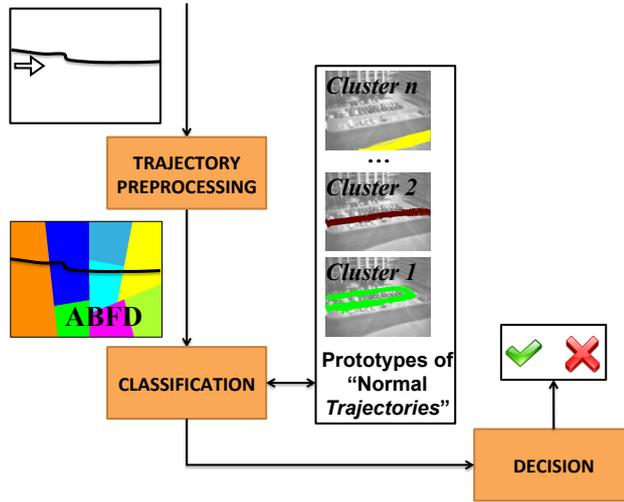 Cluster n
...
TRAJECTORY
PREPROCESSING
Cluster 2
Cluster 1
ABFD
Prototypes of
“Normal
Trajectories”
CLASSIFICATION
DECISION